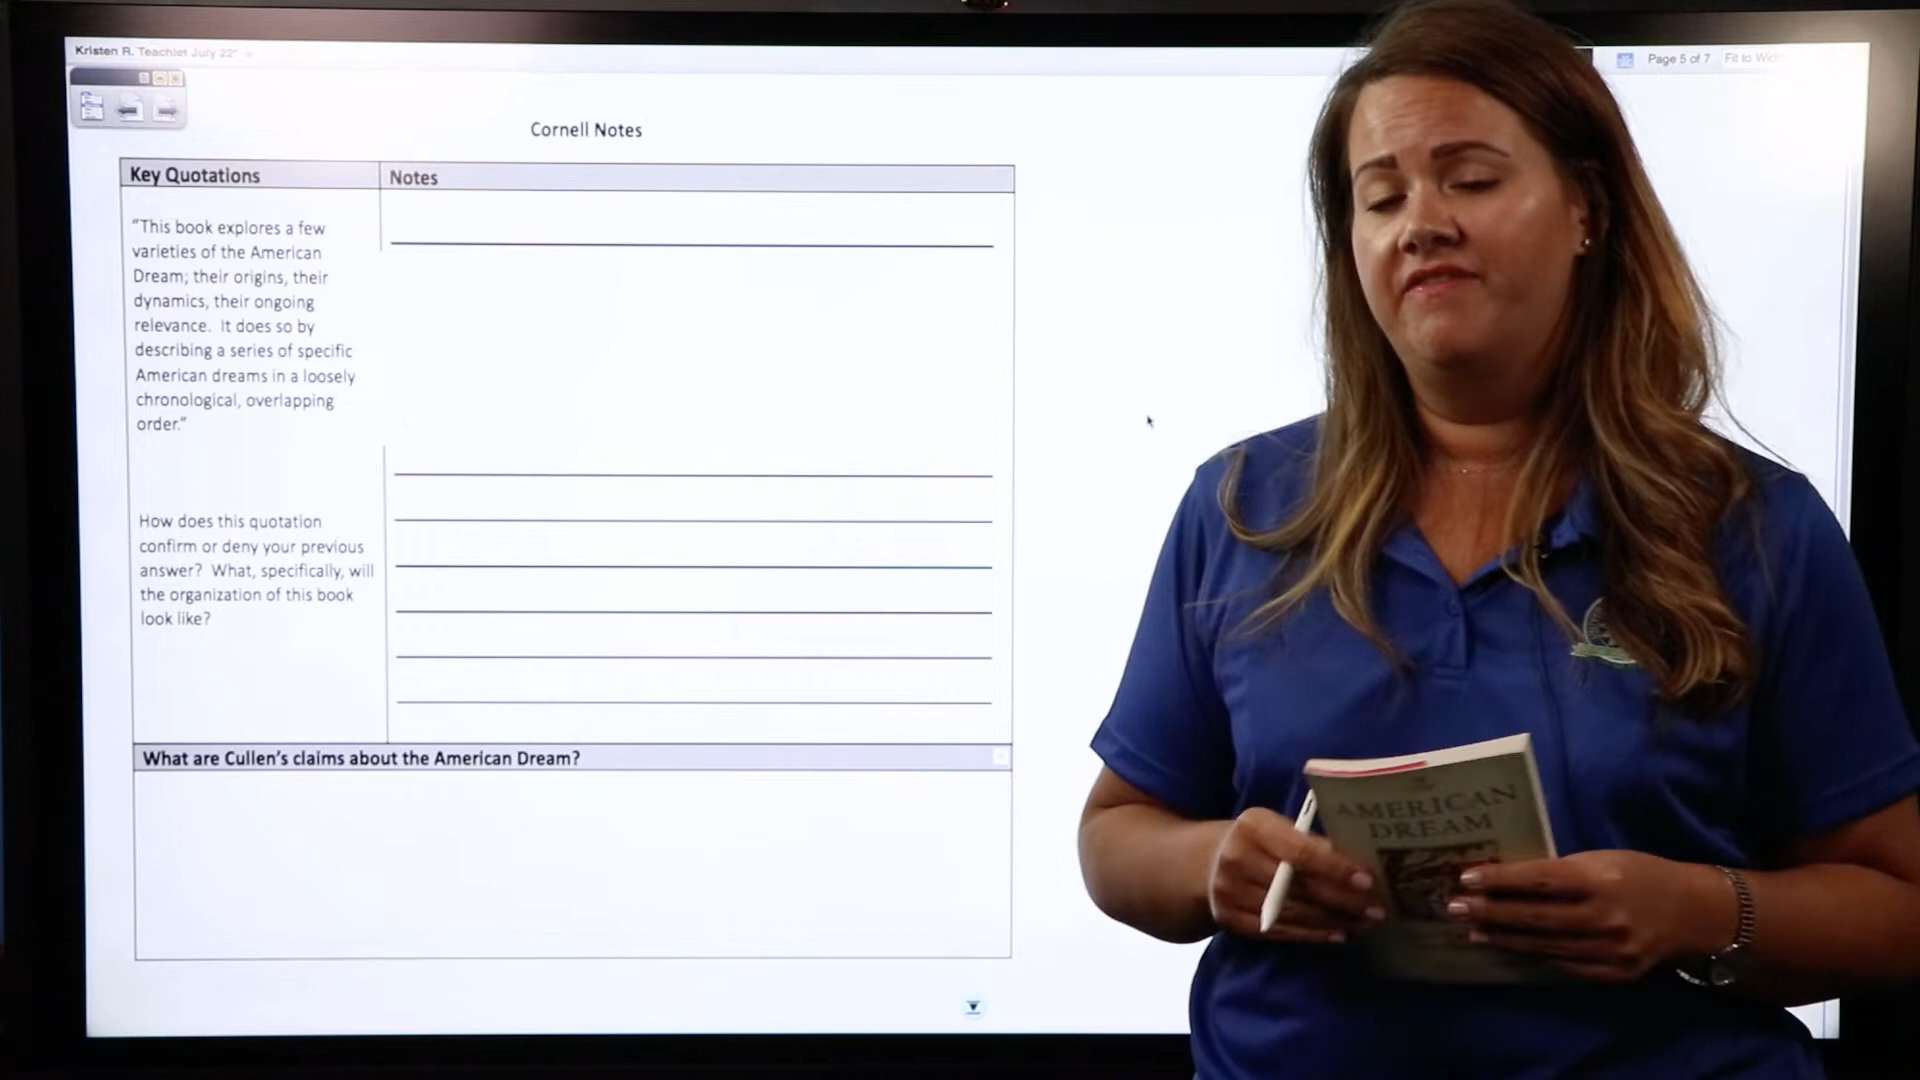 Kristen R. Teachlet July 22"
Page 5 of 7 Fit to
Cornell Notes
Key Quotations
Notes
"This book explores a few
varieties of the American
Dream; their origins, their
dynamics, their ongoing
relevance. It does so by
describing a series of specific
American dreams in a loosely
chronological, overlapping
order."
How does this quotation
confirm or deny your previous
answer? What, specifically, will
the organization of this book
look like?
What are Cullen's claims about the American Dream?
AMERICAN
DREAM